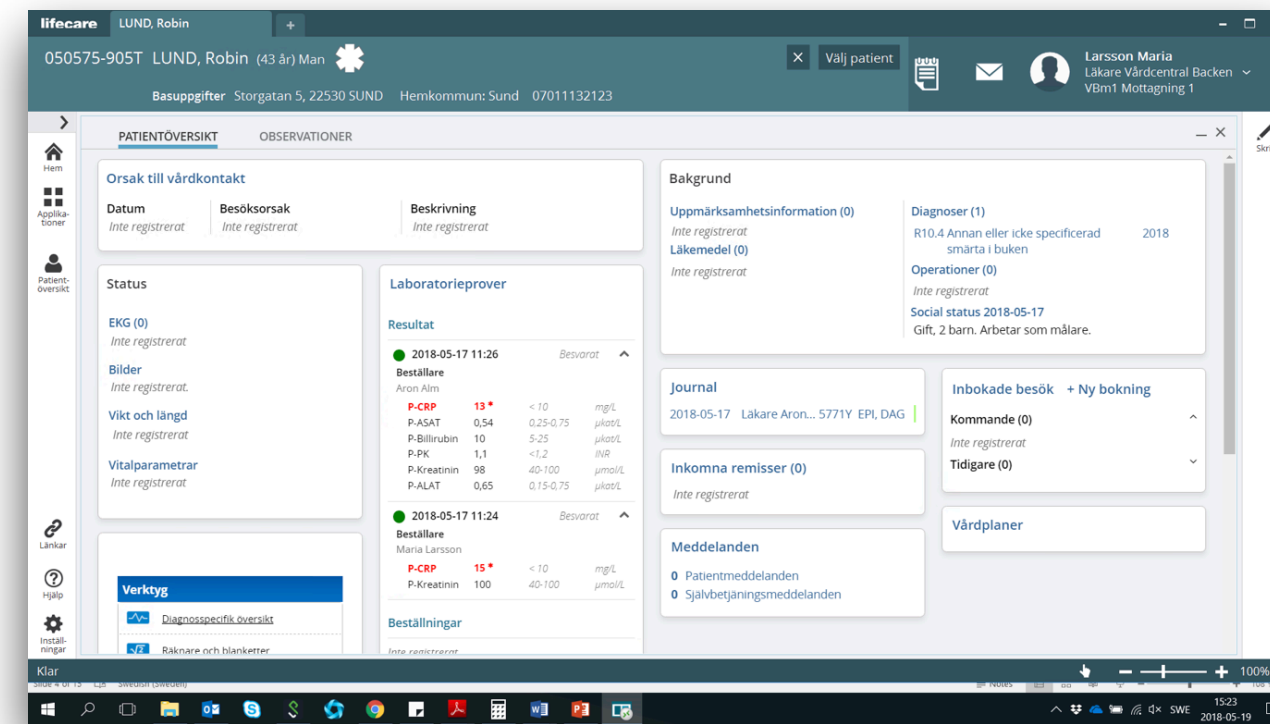 lifecare LUND, Robin +
050575-905T LUND, Robin (43 år) Man
Välj patient
Larsson Maria
Läkare Vårdcentral Backen
VBm1 Mottagning 1
Basuppgifter Storgatan 5, 22530 SUND Hemkommun: Sund 07011132123
Hem
Applika-
tioner
Patient-
översikt
Länkar
Hjälp
Inställ-
ningar
PATIENTÖVERSIKT OBSERVATIONER
Orsak till vårdkontakt
Datum Besöksorsak Beskrivning
Inte registrerat Inte registrerat Inte registrerat
Status
EKG (0)
Inte registrerat
Bilder
Inte registrerat.
Vikt och längd
Inte registrerat
Vitalparametrar
Inte registrerat
Verktyg
Diagnosspecifik översikt
Räknare och blanketter
Laboratorieprover
Resultat
2018-05-17 11:26 Besvarat
Beställare
Aron Alm
P-CRP 13 * < 10 mg/L
P-ASAT 0,54 0,25-0,75 μkat/L
P-Billirubin 10 5-25 μkat/L
P-PK 1,1 <1,2 INR
P-Kreatinin 98 40-100 μmol/L
P-ALAT 0,65 0,15-0,75 μkat/L
2018-05-17 11:24 Besvarat
Beställare
Maria Larsson
P-CRP 15 * < 10 mg/L
P-Kreatinin 100 40-100 μmol/L
Beställningar
Inte registrerat
Bakgrund
Uppmärksamhetsinformation (0)
Inte registrerat
Läkemedel (0)
Inte registrerat
Diagnoser (1)
R10.4 Annan eller icke specificerad 2018
smärta i buken
Operationer (0)
Inte registrerat
Social status 2018-05-17
Gift, 2 barn. Arbetar som målare.
Journal
2018-05-17 Läkare Aron... 5771Y EPI, DAG
Inkomna remisser (0)
Inte registrerat
Meddelanden
0 Patientmeddelanden
0 Självbetjäningsmeddelanden
Inbokade besök + Ny bokning
Kommande (0)
Inte registrerat
Tidigare (0)
Vårdplaner
Skri
Klar
100%
Slide 4 of 15 Swedish (Sweden) Notes
SWE
15:23
2018-05-19